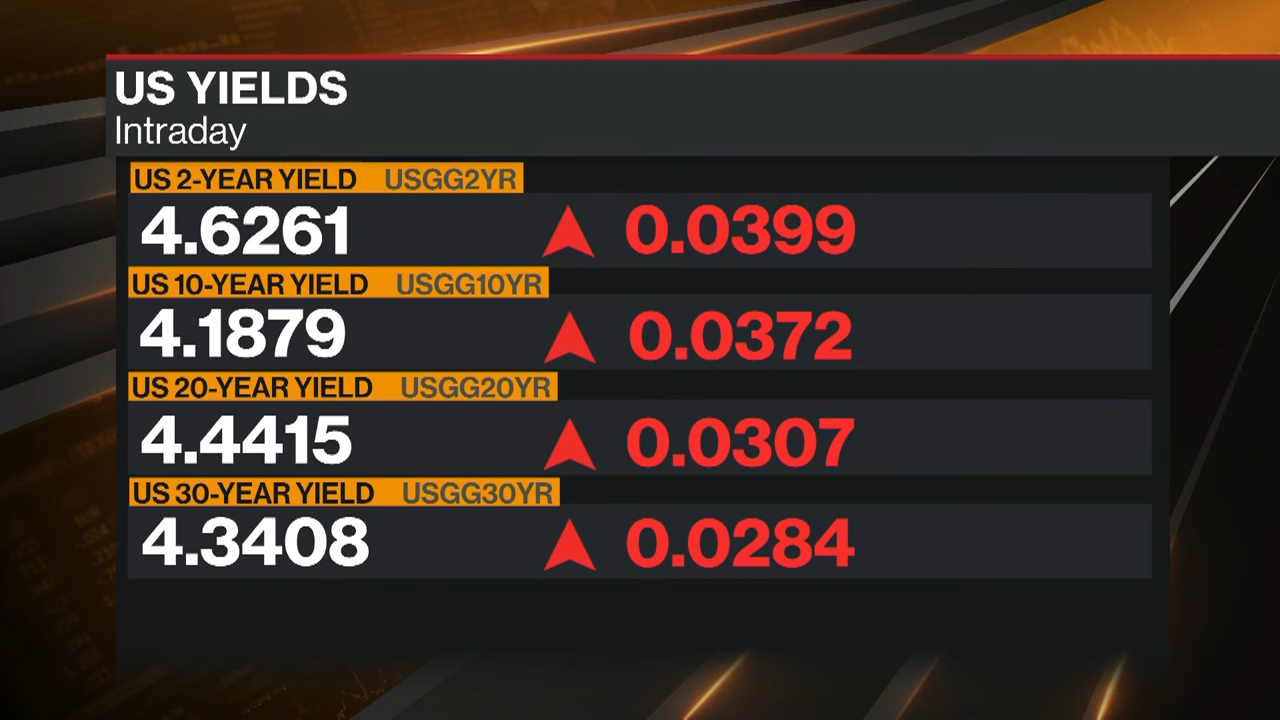 US YIELDS
Intraday
US 2-YEAR YIELD USGG2YR
4.6261 ▲ 0.0399
US 10-YEAR YIELD USGG10YR
4.1879 ▲ 0.0372
US 20-YEAR YIELD USGG20YR
4.4415 ▲ 0.0307
US 30-YEAR YIELD USGG30YR
4.3408 ▲ 0.0284